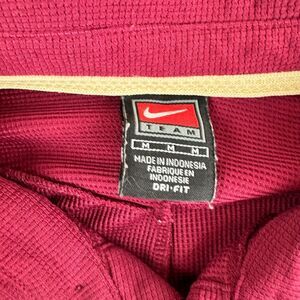 TEAM
M M M
MADE IN INDONESIA
FABRIQUE EN
INDONESIE
DRI-FIT